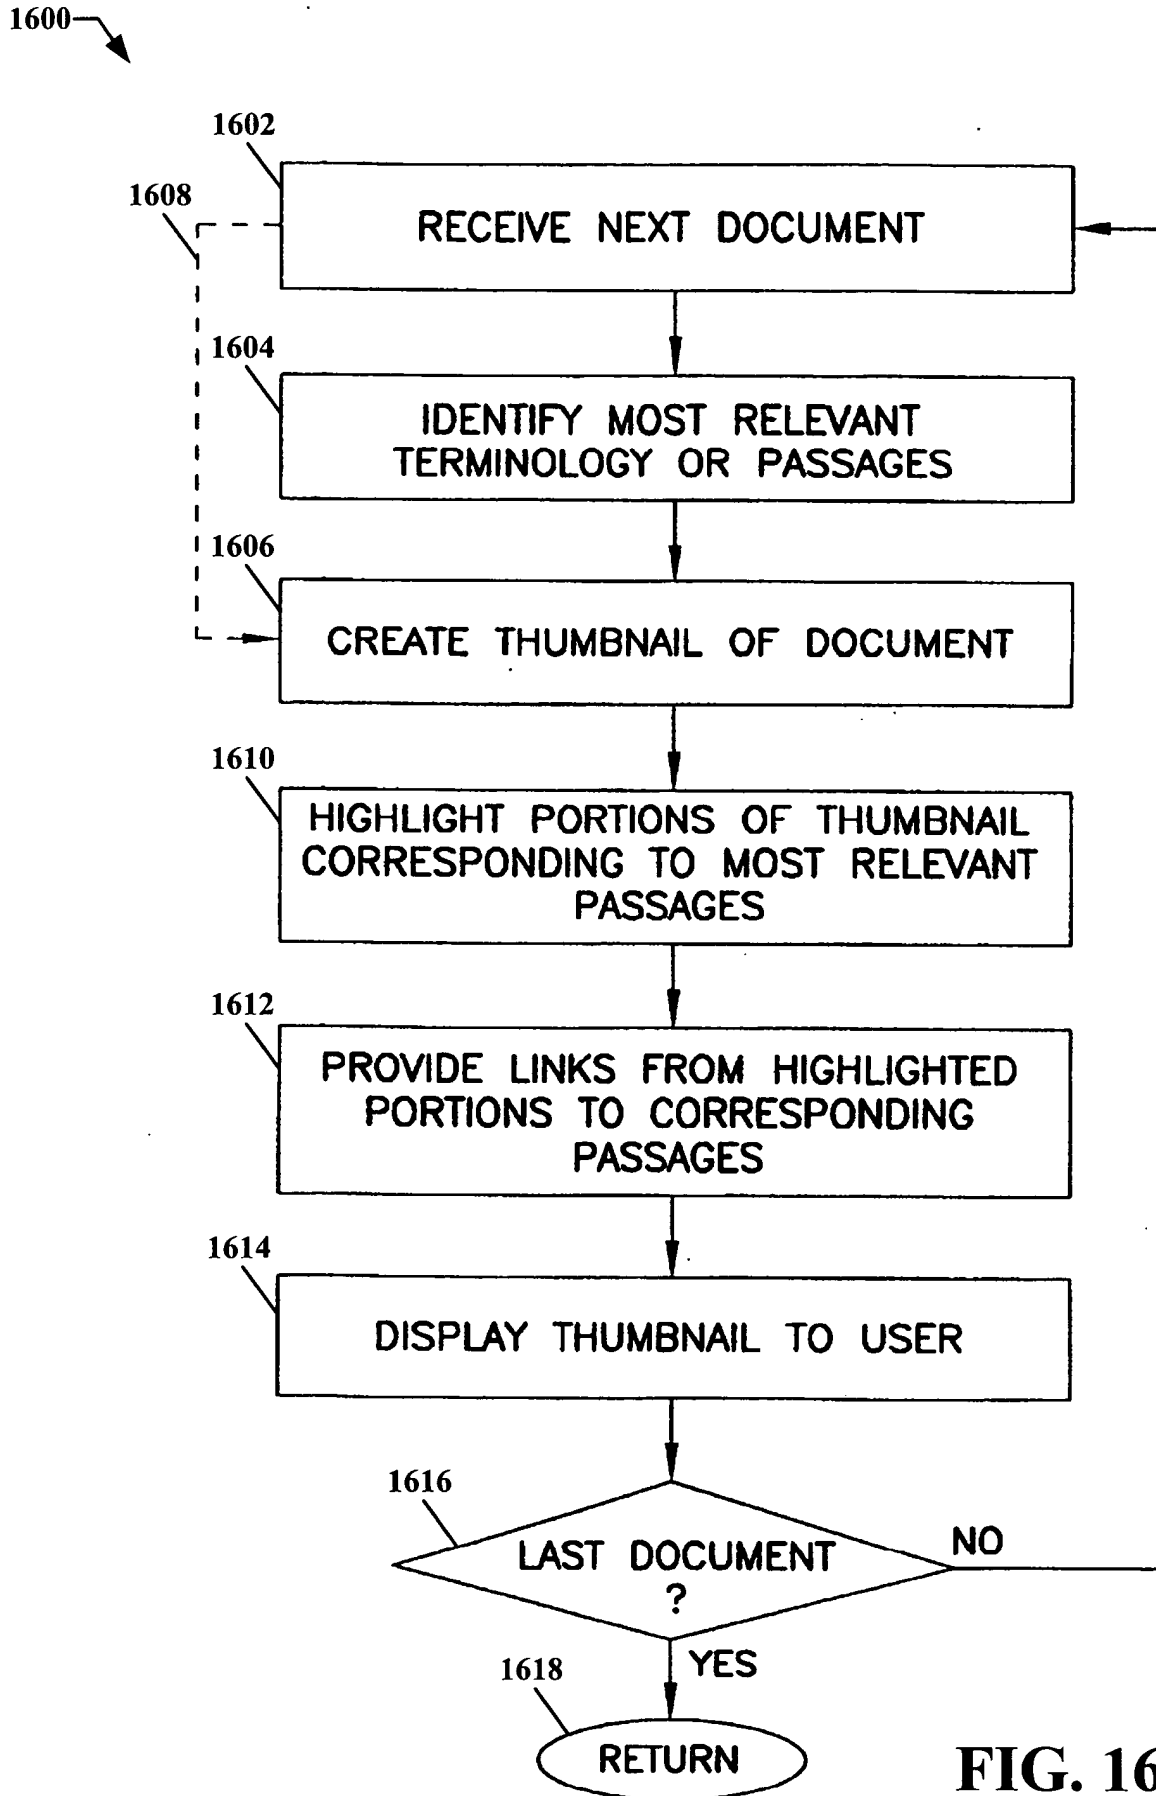 1600
1602
RECEIVE NEXT DOCUMENT
1608
1604
IDENTIFY MOST RELEVANT
TERMINOLOGY OR PASSAGES
1606
CREATE THUMBNAIL OF DOCUMENT
1610
HIGHLIGHT PORTIONS OF THUMBNAIL
CORRESPONDING TO MOST RELEVANT
PASSAGES
1612
PROVIDE LINKS FROM HIGHLIGHTED
PORTIONS TO CORRESPONDING
PASSAGES
1614
DISPLAY THUMBNAIL TO USER
1616
LAST DOCUMENT
?
NO
YES
1618
RETURN
FIG. 16